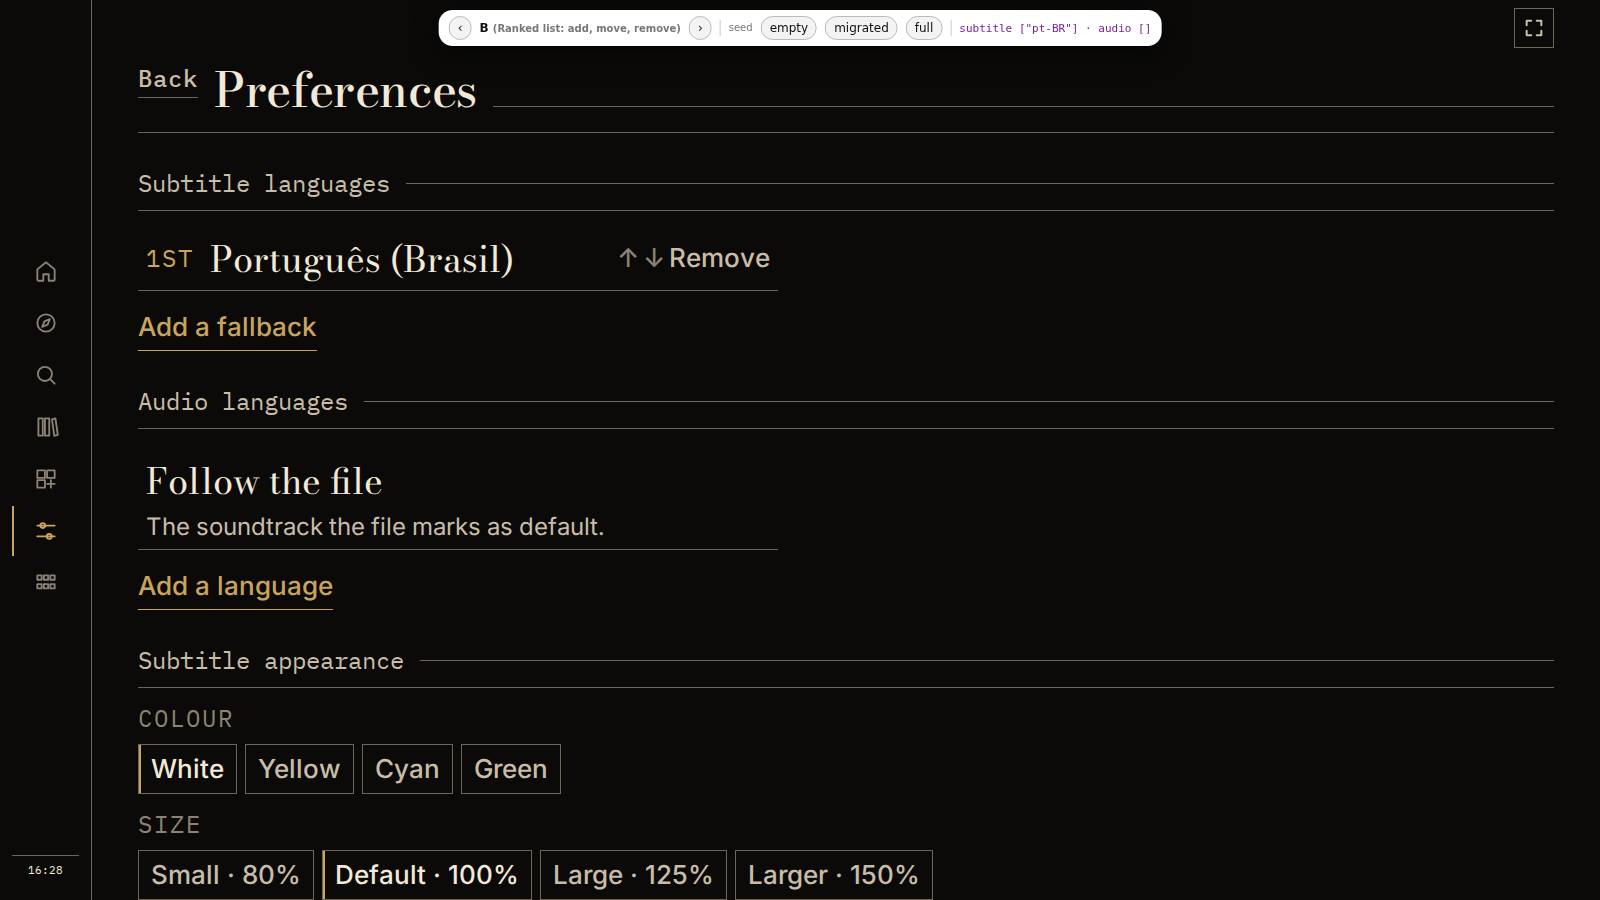 ‹ B (Ranked list: add, move, remove) › seed empty migrated full subtitle ["pt-BR"] · audio []
Back Preferences
Subtitle languages
1ST Português (Brasil) ↑ ↓ Remove
Add a fallback
Audio languages
Follow the file
The soundtrack the file marks as default.
Add a language
Subtitle appearance
COLOUR
White Yellow Cyan Green
SIZE
Small · 80% Default · 100% Large · 125% Larger · 150%
16:28